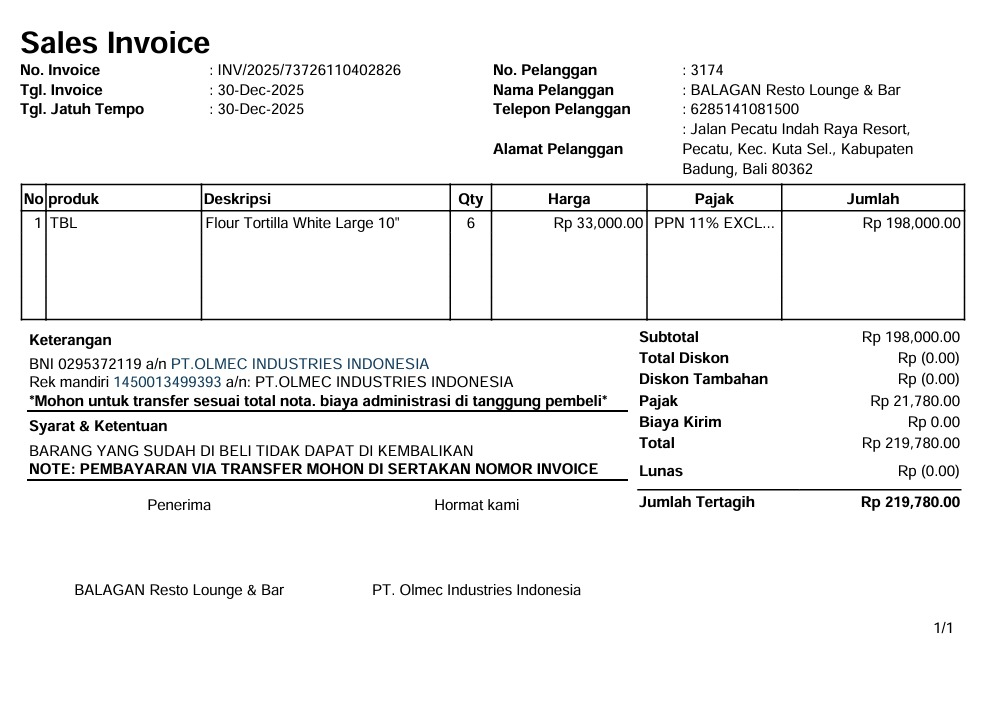 Sales Invoice
No. Invoice : INV/2025/73726110402826
Tgl. Invoice : 30-Dec-2025
Tgl. Jatuh Tempo : 30-Dec-2025
No. Pelanggan : 3174
Nama Pelanggan : BALAGAN Resto Lounge & Bar
Telepon Pelanggan : 6285141081500
Alamat Pelanggan : Jalan Pecatu Indah Raya Resort,
Pecatu, Kec. Kuta Sel., Kabupaten
Badung, Bali 80362
No produk Deskripsi Qty Harga Pajak Jumlah
1 TBL Flour Tortilla White Large 10" 6 Rp 33,000.00 PPN 11% EXCL... Rp 198,000.00
Keterangan
BNI 0295372119 a/n PT.OLMEC INDUSTRIES INDONESIA
Rek mandiri 1450013499393 a/n: PT.OLMEC INDUSTRIES INDONESIA
*Mohon untuk transfer sesuai total nota. biaya administrasi di tanggung pembeli*
Syarat & Ketentuan
BARANG YANG SUDAH DI BELI TIDAK DAPAT DI KEMBALIKAN
NOTE: PEMBAYARAN VIA TRANSFER MOHON DI SERTAKAN NOMOR INVOICE
Subtotal Rp 198,000.00
Total Diskon Rp (0.00)
Diskon Tambahan Rp (0.00)
Pajak Rp 21,780.00
Biaya Kirim Rp 0.00
Total Rp 219,780.00
Lunas Rp (0.00)
Jumlah Tertagih Rp 219,780.00
Penerima Hormat kami
BALAGAN Resto Lounge & Bar PT. Olmec Industries Indonesia
1/1